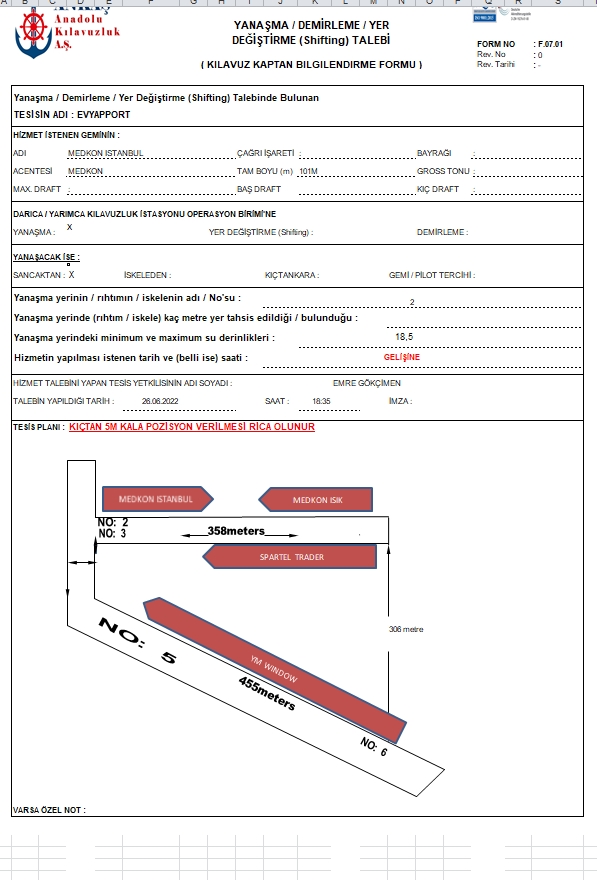 A B C D E F G H I J K L M N O P Q R S
Anadolu
Kılavuzluk
A.Ş.
YANAŞMA / DEMİRLEME / YER
DEĞİŞTİRME (Shifting) TALEBİ
( KILAVUZ KAPTAN BILGILENDIRME FORMU )
FORM NO : F.07.01
Rev. No : 0
Rev. Tarihi : -
Yanaşma / Demirleme / Yer Değiştirme (Shifting) Talebinde Bulunan
TESİSİN ADI : EVYAPPORT
HİZMET İSTENEN GEMİNİN :
ADI MEDKON ISTANBUL ÇAĞRI İŞARETİ : BAYRAĞI :
ACENTESİ MEDKON TAM BOYU (m) 101M GROSS TONU :
MAX. DRAFT : BAŞ DRAFT KIÇ DRAFT :
DARICA / YARIMCA KILAVUZLUK İSTASYONU OPERASYON BİRİMİ'NE
YANAŞMA : X YER DEĞİŞTİRME (Shifting) : DEMİRLEME :
YANAŞACAK İSE :
SANCAKTAN : X İSKELEDEN : KIÇTANKARA : GEMİ / PİLOT TERCİHİ :
Yanaşma yerinin / rıhtımın / iskelenin adı / No'su : 2
Yanaşma yerinde (rıhtım / iskele) kaç metre yer tahsis edildiği / bulunduğu :
Yanaşma yerindeki minimum ve maximum su derinlikleri : 18,5
Hizmetin yapılması istenen tarih ve (belli ise) saati : GELİŞİNE
HİZMET TALEBİNİ YAPAN TESİS YETKİLİSİNİN ADI SOYADI : EMRE GÖKÇİMEN
TALEBİN YAPILDIĞI TARİH : 26.06.2022 SAAT : 18:35 İMZA :
TESİS PLANI : KIÇTAN 5M KALA POZİSYON VERİLMESİ RİCA OLUNUR
MEDKON ISTANBUL
MEDKON ISIK
NO: 2
NO: 3
358meters
SPARTEL TRADER
306 metre
NO: 5
YM WINDOW
455meters
NO: 6
VARSA ÖZEL NOT :